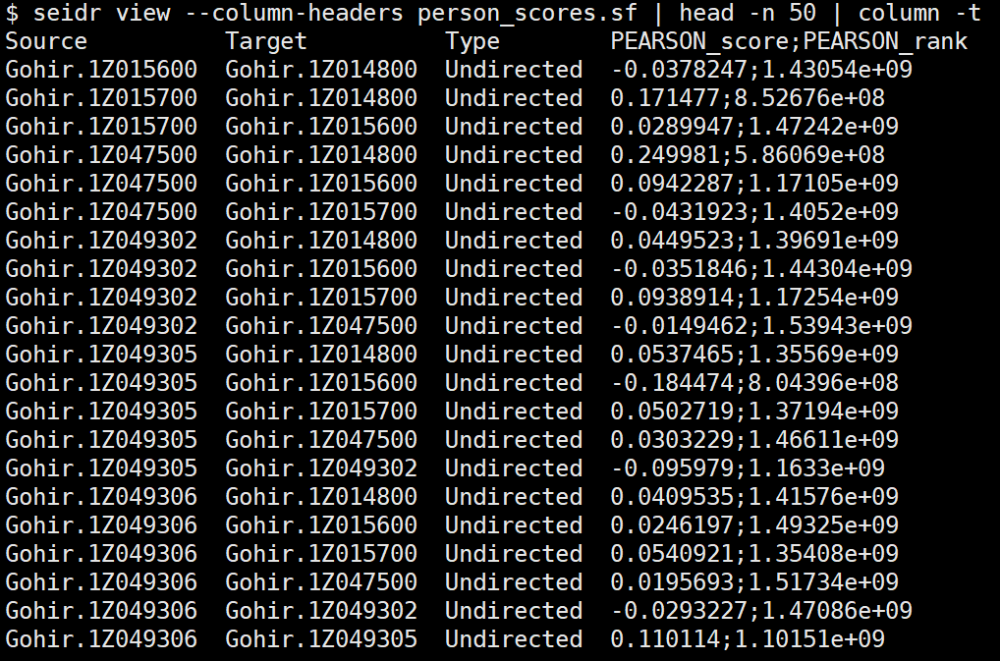 $ seidr view --column-headers person_scores.sf | head -n 50 | column -t
Source Target Type PEARSON_score;PEARSON_rank
Gohir.1Z015600 Gohir.1Z014800 Undirected -0.0378247;1.43054e+09
Gohir.1Z015700 Gohir.1Z014800 Undirected 0.171477;8.52676e+08
Gohir.1Z015700 Gohir.1Z015600 Undirected 0.0289947;1.47242e+09
Gohir.1Z047500 Gohir.1Z014800 Undirected 0.249981;5.86069e+08
Gohir.1Z047500 Gohir.1Z015600 Undirected 0.0942287;1.17105e+09
Gohir.1Z047500 Gohir.1Z015700 Undirected -0.0431923;1.4052e+09
Gohir.1Z049302 Gohir.1Z014800 Undirected 0.0449523;1.39691e+09
Gohir.1Z049302 Gohir.1Z015600 Undirected -0.0351846;1.44304e+09
Gohir.1Z049302 Gohir.1Z015700 Undirected 0.0938914;1.17254e+09
Gohir.1Z049302 Gohir.1Z047500 Undirected -0.0149462;1.53943e+09
Gohir.1Z049305 Gohir.1Z014800 Undirected 0.0537465;1.35569e+09
Gohir.1Z049305 Gohir.1Z015600 Undirected -0.184474;8.04396e+08
Gohir.1Z049305 Gohir.1Z015700 Undirected 0.0502719;1.37194e+09
Gohir.1Z049305 Gohir.1Z047500 Undirected 0.0303229;1.46611e+09
Gohir.1Z049305 Gohir.1Z049302 Undirected -0.095979;1.1633e+09
Gohir.1Z049306 Gohir.1Z014800 Undirected 0.0409535;1.41576e+09
Gohir.1Z049306 Gohir.1Z015600 Undirected 0.0246197;1.49325e+09
Gohir.1Z049306 Gohir.1Z015700 Undirected 0.0540921;1.35408e+09
Gohir.1Z049306 Gohir.1Z047500 Undirected 0.0195693;1.51734e+09
Gohir.1Z049306 Gohir.1Z049302 Undirected -0.0293227;1.47086e+09
Gohir.1Z049306 Gohir.1Z049305 Undirected 0.110114;1.10151e+09